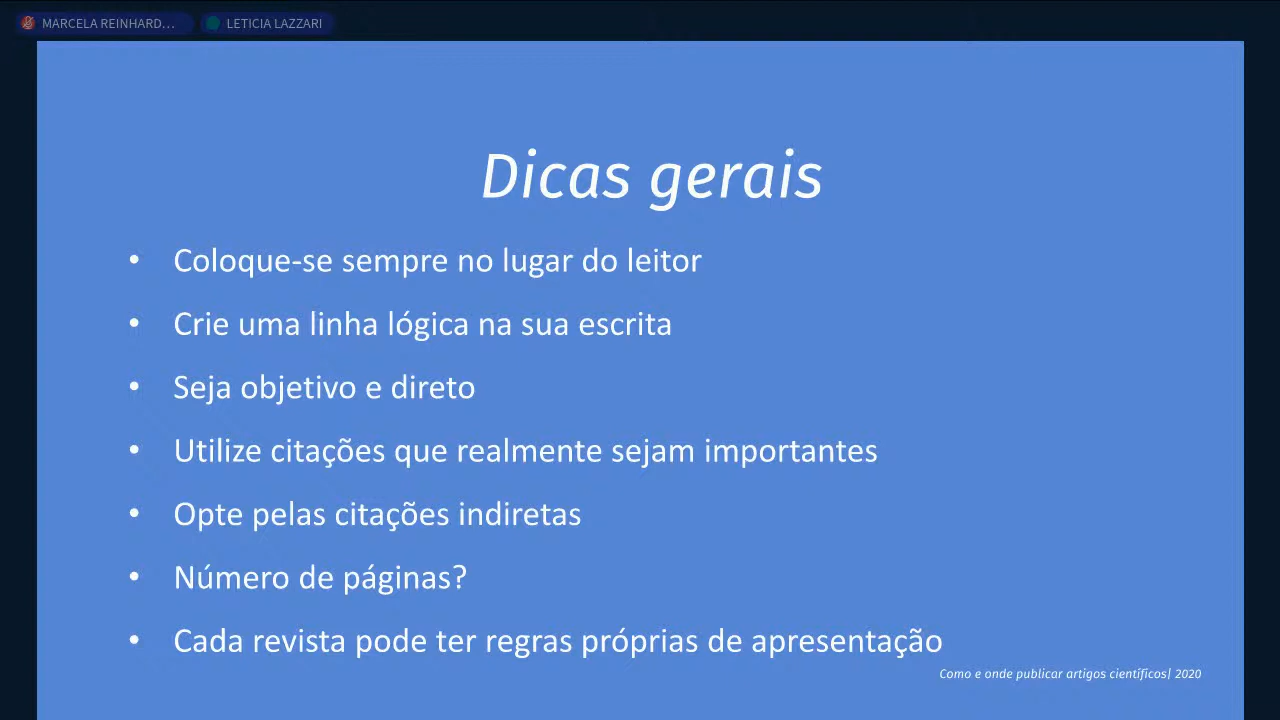 MARCELA REINHARD...
LETICIA LAZZARI
Dicas gerais
• Coloque-se sempre no lugar do leitor
• Crie uma linha lógica na sua escrita
• Seja objetivo e direto
• Utilize citações que realmente sejam importantes
• Opte pelas citações indiretas
• Número de páginas?
• Cada revista pode ter regras próprias de apresentação
Como e onde publicar artigos científicos| 2020